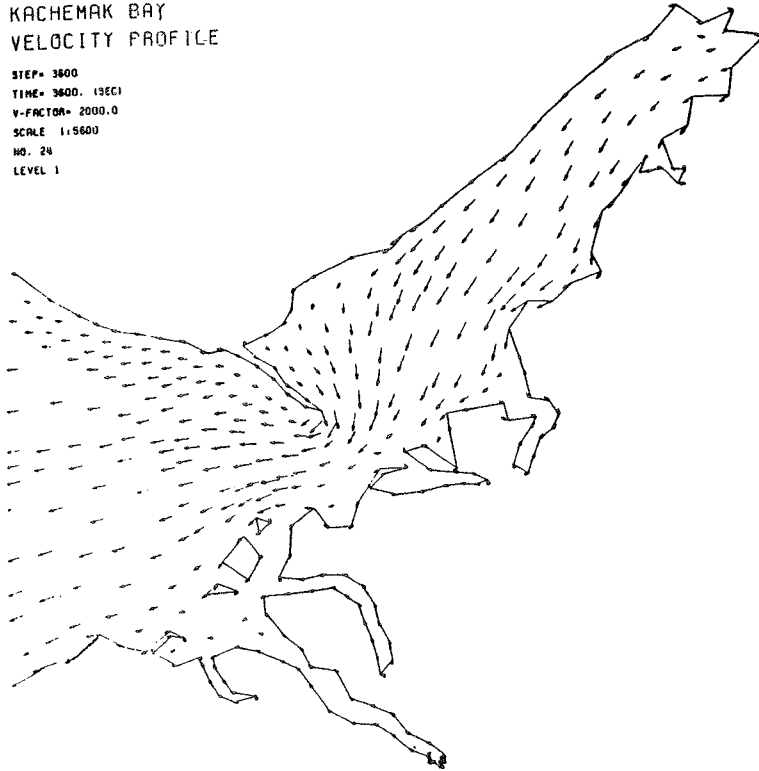 KACHEMAK BAY
VELOCITY PROFILE
STEP= 3600
TIME= 3600. (SEC)
V-FACTOR= 2000.0
SCALE 1:5600
NO. 24
LEVEL 1